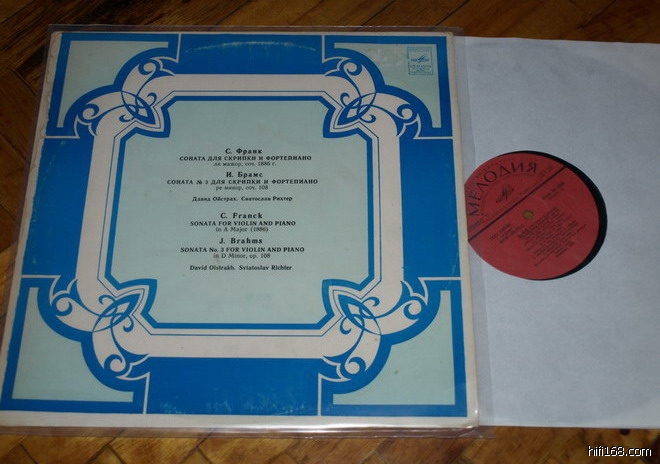 С. Франк
СОНАТА ДЛЯ СКРИПКИ И ФОРТЕПИАНО
ля мажор, соч. 1886 г.
И. Брамс
СОНАТА № 3 ДЛЯ СКРИПКИ И ФОРТЕПИАНО
ре минор, соч. 108
Давид Ойстрах. Святослав Рихтер
C. Franck
SONATA FOR VIOLIN AND PIANO
in A Major (1886)
J. Brahms
SONATA No. 3 FOR VIOLIN AND PIANO
in D Minor, op. 108
David Oistrakh. Sviatoslav Richter
МЕЛОДИЯ
hifi168.com